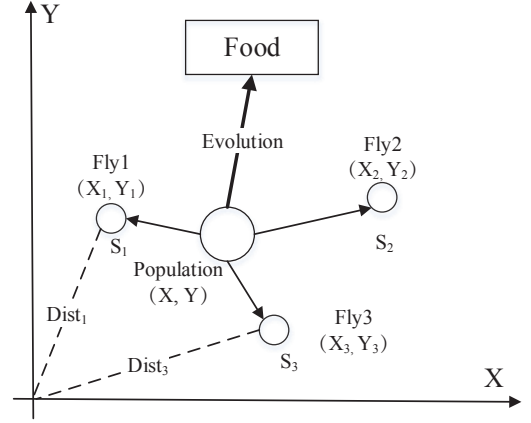 Y
Food
Evolution
Fly1
(X₁, Y₁)
S₁
Fly2
(X₂, Y₂)
S₂
Population
(X, Y)
Dist₁
Fly3
(X₃, Y₃)
S₃
Dist₃
X